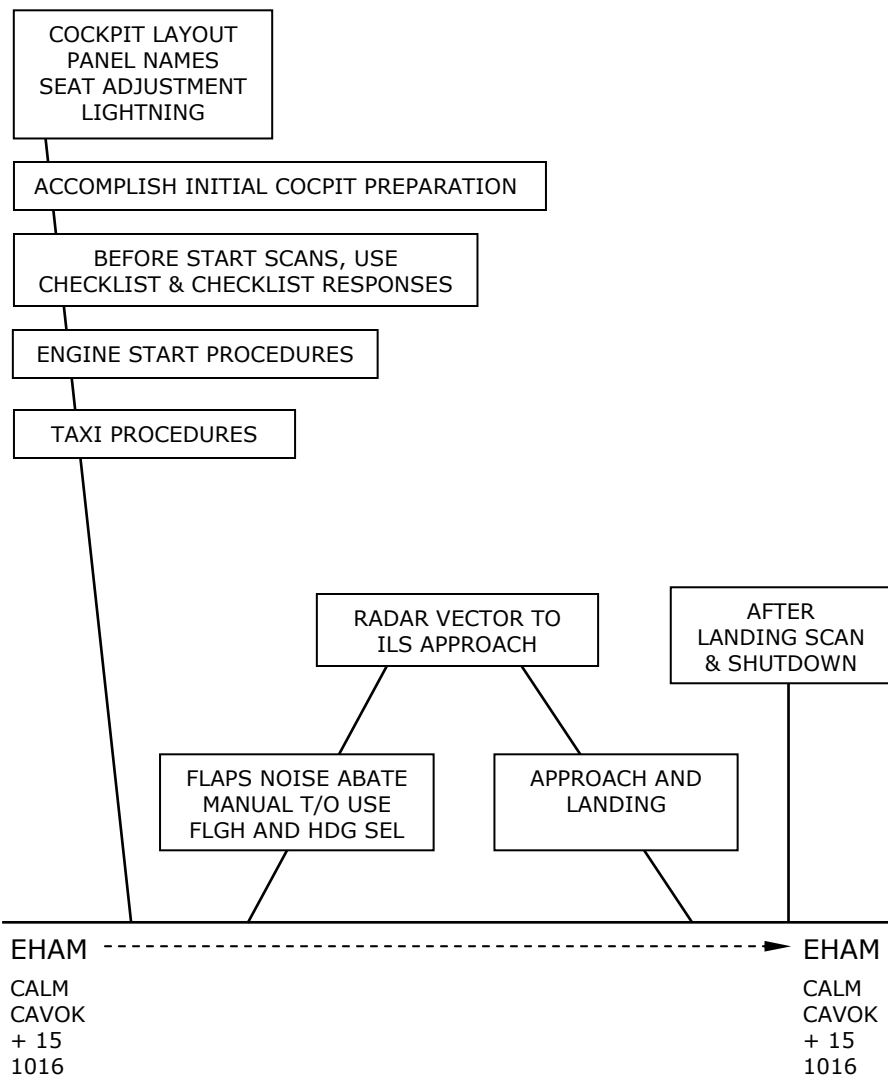 COCKPIT LAYOUT
PANEL NAMES
SEAT ADJUSTMENT
LIGHTNING
ACCOMPLISH INITIAL COCPIT PREPARATION
BEFORE START SCANS, USE
CHECKLIST & CHECKLIST RESPONSES
ENGINE START PROCEDURES
TAXI PROCEDURES
RADAR VECTOR TO
ILS APPROACH
AFTER
LANDING SCAN
& SHUTDOWN
FLAPS NOISE ABATE
MANUAL T/O USE
FLGH AND HDG SEL
APPROACH AND
LANDING
EHAM
CALM
CAVOK
+ 15
1016
EHAM
CALM
CAVOK
+ 15
1016